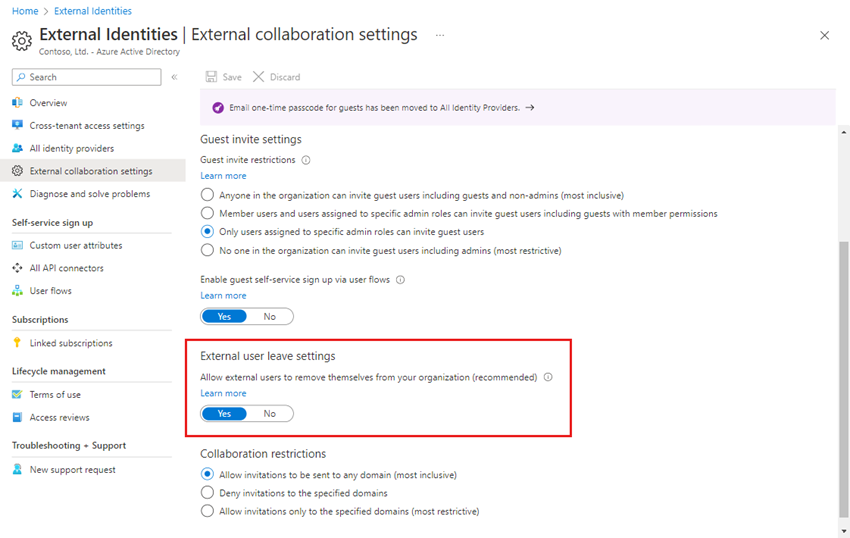 Home > External Identities
External Identities | External collaboration settings ...
Contoso, Ltd. - Azure Active Directory
Search
«
Save
Discard
Overview
Cross-tenant access settings
All identity providers
External collaboration settings
Diagnose and solve problems
Self-service sign up
Custom user attributes
All API connectors
User flows
Subscriptions
Linked subscriptions
Lifecycle management
Terms of use
Access reviews
Troubleshooting + Support
New support request
Email one-time passcode for guests has been moved to All Identity Providers. →
Guest invite settings
Guest invite restrictions
Learn more
Anyone in the organization can invite guest users including guests and non-admins (most inclusive)
Member users and users assigned to specific admin roles can invite guest users including guests with member permissions
Only users assigned to specific admin roles can invite guest users
No one in the organization can invite guest users including admins (most restrictive)
Enable guest self-service sign up via user flows
Learn more
Yes No
External user leave settings
Allow external users to remove themselves from your organization (recommended)
Learn more
Yes No
Collaboration restrictions
Allow invitations to be sent to any domain (most inclusive)
Deny invitations to the specified domains
Allow invitations only to the specified domains (most restrictive)